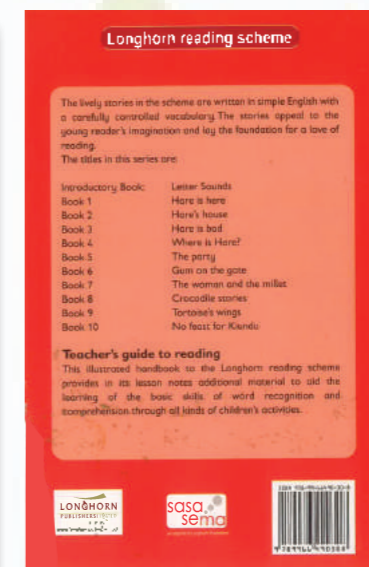 Longhorn reading scheme
The lively stories in the scheme are written in simple English with
a carefully controlled vocabulary. The stories appeal to the
young reader's imagination and lay the foundation for a love of
reading.
The titles in this series are:
Introductory Book: Letter Sounds
Book 1 Hare is here
Book 2 Hare's house
Book 3 Hare is bad
Book 4 Where is Hare?
Book 5 The party
Book 6 Gum on the gate
Book 7 The woman and the millet
Book 8 Crocodile stories
Book 9 Tortoise's wings
Book 10 No feast for Kiundu
Teacher's guide to reading
This illustrated handbook to the Longhorn reading scheme
provides in its lesson notes additional material to aid the
learning of the basic skills of word recognition and
comprehension through all kinds of children's activities.
LONGHORN
PUBLISHERS
sasa
sema